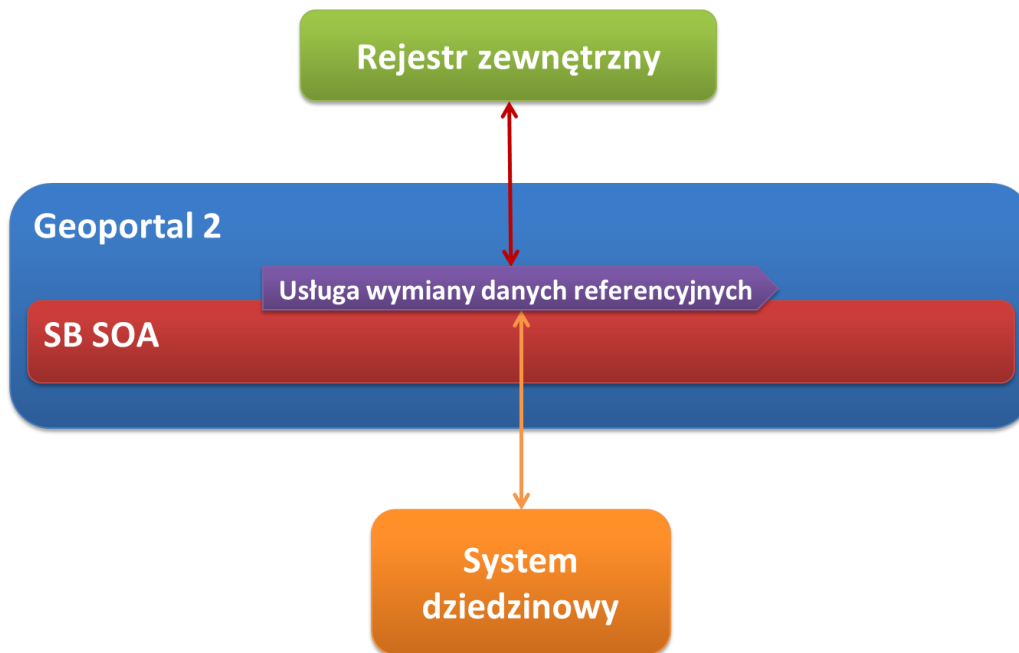 Rejestr zewnętrzny
Geoportal 2
Usługa wymiany danych referencyjnych
SB SOA
System
dziedzinowy